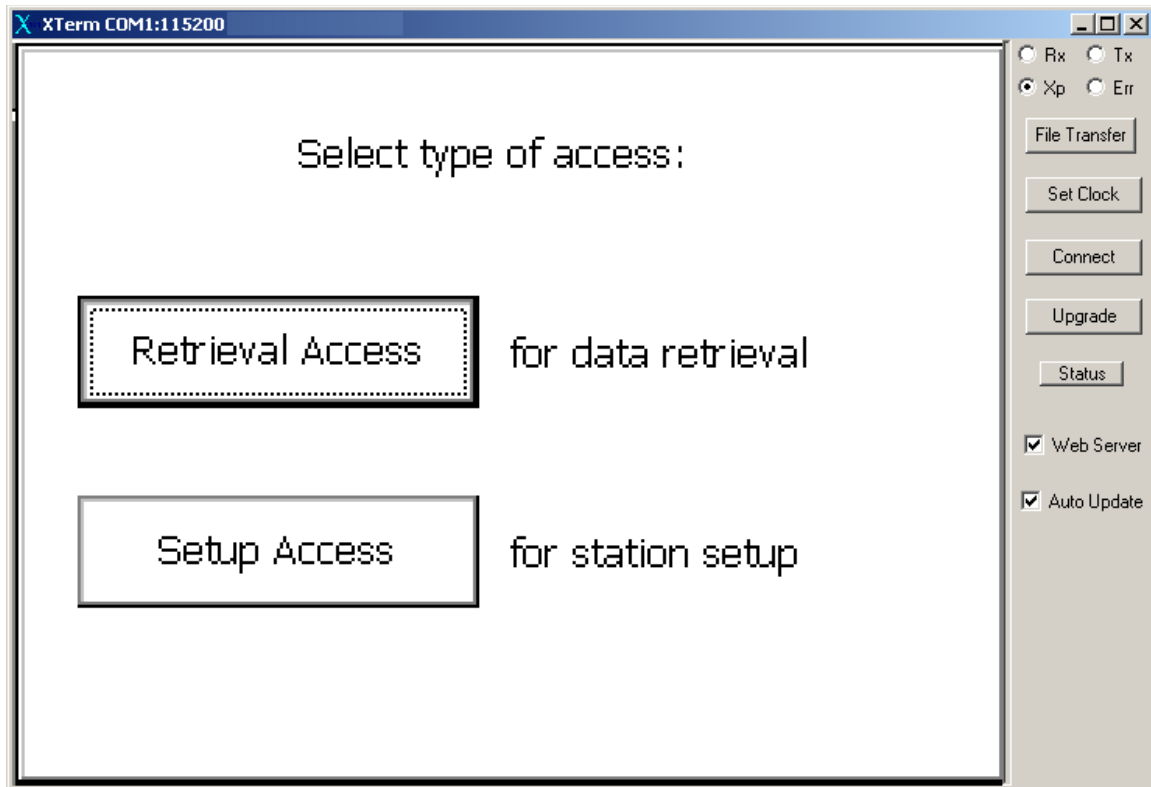 XTerm COM1:115200
Rx Tx
Xp Err
File Transfer
Set Clock
Connect
Upgrade
Status
Web Server
Auto Update
Select type of access:
Retrieval Access for data retrieval
Setup Access for station setup